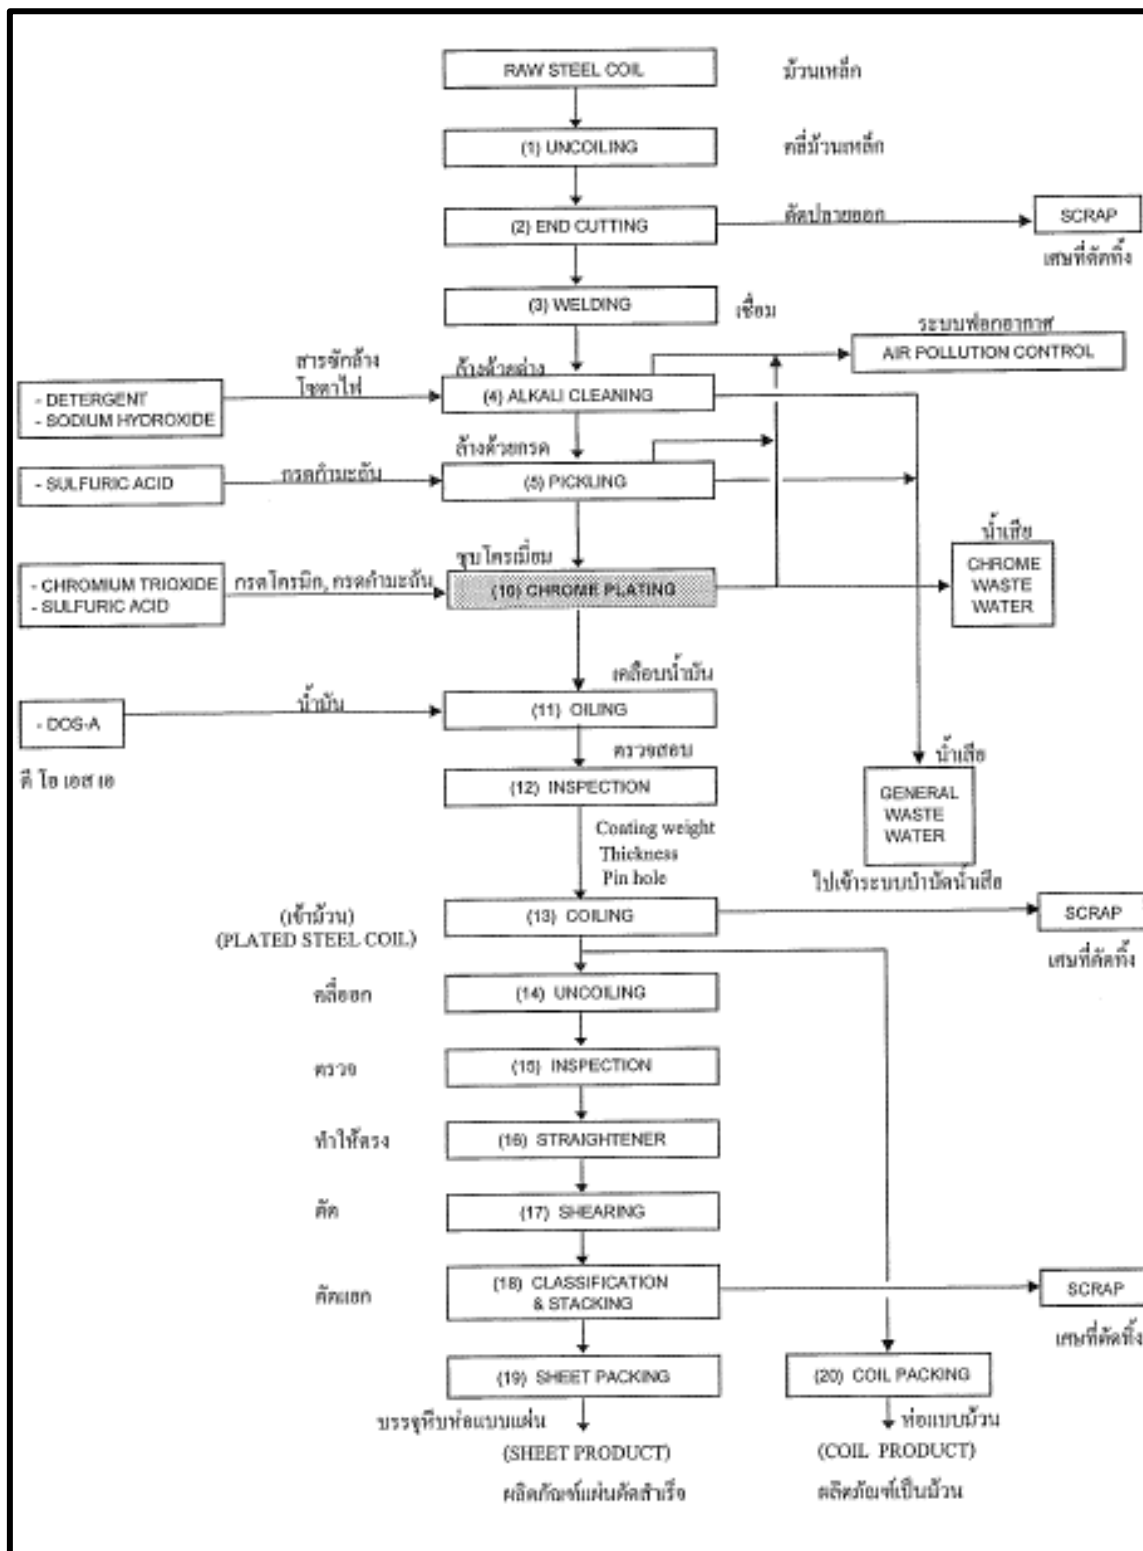 RAW STEEL COIL
ม้วนเหล็ก
(1) UNCOILING
คลี่ม้วนเหล็ก
(2) END CUTTING
ตัดปลายออก
SCRAP
เศษที่ตัดทิ้ง
(3) WELDING
เชื่อม
ระบบฟอกอากาศ
AIR POLLUTION CONTROL
- DETERGENT
- SODIUM HYDROXIDE
สารซักล้าง
โซดาไฟ
ล้างด้วยด่าง
(4) ALKALI CLEANING
ล้างด้วยกรด
- SULFURIC ACID
กรดกำมะถัน
(5) PICKLING
น้ำเสีย
CHROME
WASTE
WATER
ชุบโครเมี่ยม
- CHROMIUM TRIOXIDE
- SULFURIC ACID
กรดโครมิก, กรดกำมะถัน
(10) CHROME PLATING
เคลือบน้ำมัน
- DOS-A
น้ำมัน
(11) OILING
ดี โอ เอส เอ
ตรวจสอบ
(12) INSPECTION
น้ำเสีย
GENERAL
WASTE
WATER
ไปเข้าระบบบำบัดน้ำเสีย
Coating weight
Thickness
Pin hole
(เข้าม้วน)
(PLATED STEEL COIL)
(13) COILING
SCRAP
เศษที่ตัดทิ้ง
คลี่ออก
(14) UNCOILING
ตรวจ
(15) INSPECTION
ทำให้ตรง
(16) STRAIGHTENER
ตัด
(17) SHEARING
คัดแยก
(18) CLASSIFICATION
& STACKING
SCRAP
เศษที่ตัดทิ้ง
(19) SHEET PACKING
(20) COIL PACKING
บรรจุหีบห่อแบบแผ่น
ห่อแบบม้วน
(SHEET PRODUCT)
(COIL PRODUCT)
ผลิตภัณฑ์แผ่นตัดสำเร็จ
ผลิตภัณฑ์เป็นม้วน